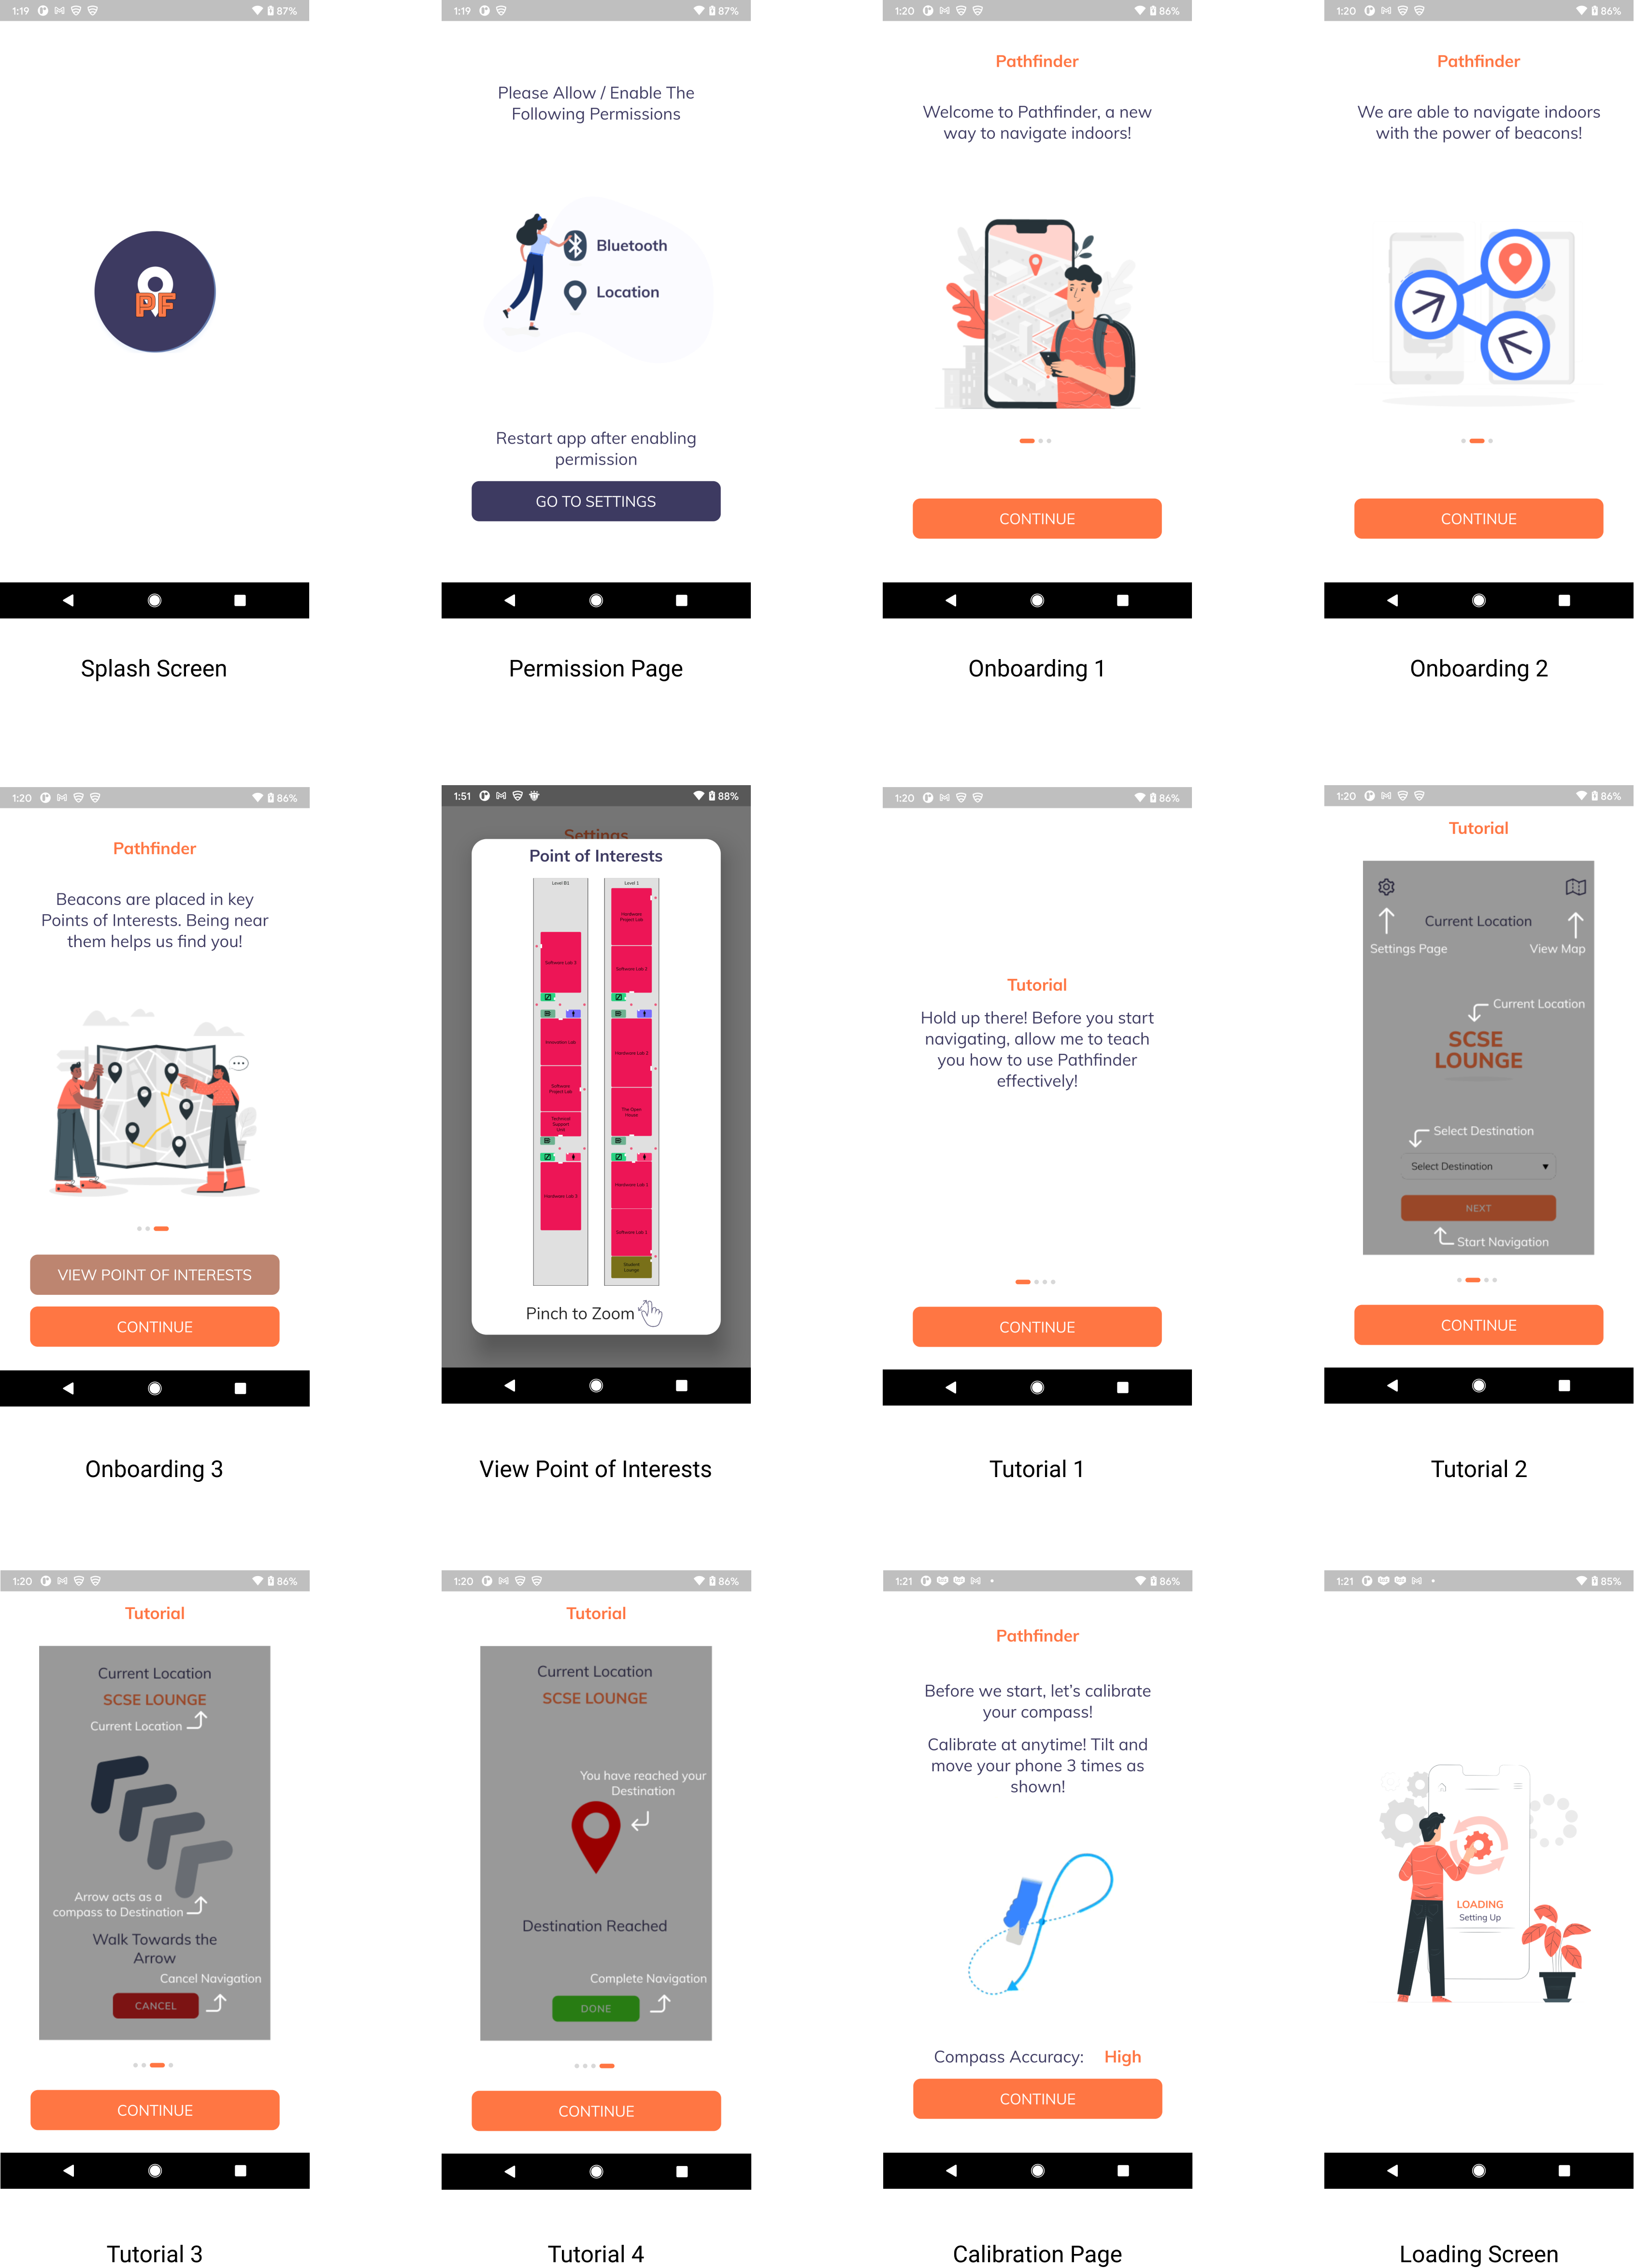 1:19
87%
PF
Splash Screen
1:19
87%
Please Allow / Enable The
Following Permissions
Bluetooth
Location
Restart app after enabling
permission
GO TO SETTINGS
Permission Page
1:20
86%
Pathfinder
Welcome to Pathfinder, a new
way to navigate indoors!
CONTINUE
Onboarding 1
1:20
86%
Pathfinder
We are able to navigate indoors
with the power of beacons!
CONTINUE
Onboarding 2
1:20
86%
Pathfinder
Beacons are placed in key
Points of Interests. Being near
them helps us find you!
VIEW POINT OF INTERESTS
CONTINUE
Onboarding 3
1:51
88%
Settings
Point of Interests
Level B1
Level 1
Hardware
Project Lab
Software Lab 3
Software Lab 2
Innovation Lab
Hardware Lab 2
Software
Project Lab
The Open
House
Technical
Support
Unit
Hardware Lab 3
Hardware Lab 1
Software Lab 1
Student
Lounge
Pinch to Zoom
View Point of Interests
1:20
86%
Tutorial
Hold up there! Before you start
navigating, allow me to teach
you how to use Pathfinder
effectively!
CONTINUE
Tutorial 1
1:20
86%
Tutorial
Current Location
Settings Page
View Map
Current Location
SCSE
LOUNGE
Select Destination
Select Destination
NEXT
Start Navigation
CONTINUE
Tutorial 2
1:20
86%
Tutorial
Current Location
SCSE LOUNGE
Current Location
Arrow acts as a
compass to Destination
Walk Towards the
Arrow
Cancel Navigation
CANCEL
CONTINUE
Tutorial 3
1:20
86%
Tutorial
Current Location
SCSE LOUNGE
You have reached your
Destination
Destination Reached
Complete Navigation
DONE
CONTINUE
Tutorial 4
1:21
86%
Pathfinder
Before we start, let's calibrate
your compass!
Calibrate at anytime! Tilt and
move your phone 3 times as
shown!
Compass Accuracy: High
CONTINUE
Calibration Page
1:21
85%
LOADING
Setting Up
Loading Screen